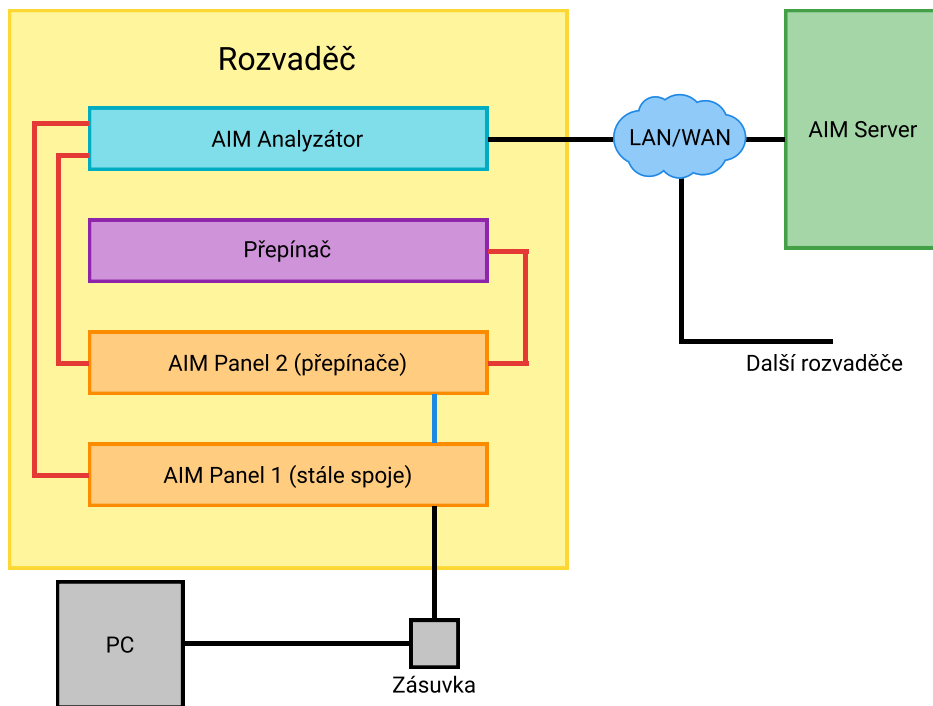 Rozvaděč
AIM Analyzátor
LAN/WAN
AIM Server
Přepínač
AIM Panel 2 (přepínače)
Další rozvaděče
AIM Panel 1 (stále spoje)
PC
Zásuvka